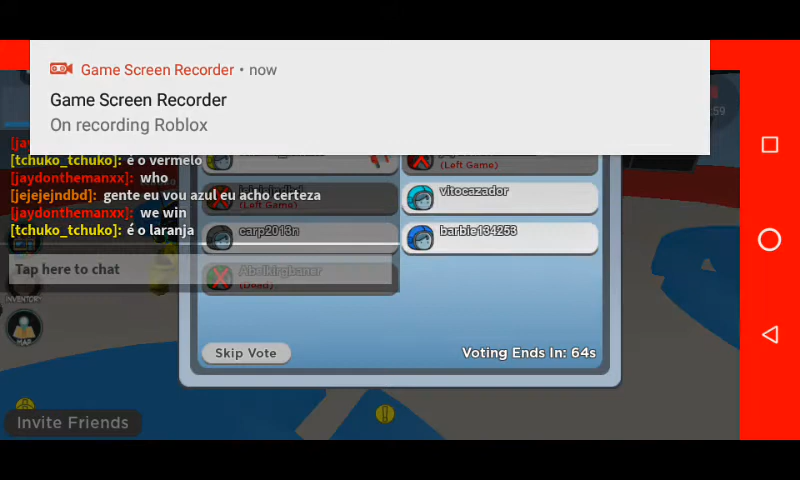 Game Screen Recorder • now
Game Screen Recorder
On recording Roblox
:59
[tchuko_tchuko]: é o vermelo
[jaydonthemanxx]: who
(Left Game)
[jejejejndbd]: gente eu vou azul eu acho certeza
(Left Game)
vitocazador
[jaydonthemanxx]: we win
[tchuko_tchuko]: é o laranja
carp2013n
barbie134253
Tap here to chat
Abelkirgbaner
(Dead)
INVENTORY
MAP
Skip Vote
Voting Ends In: 64s
Invite Friends